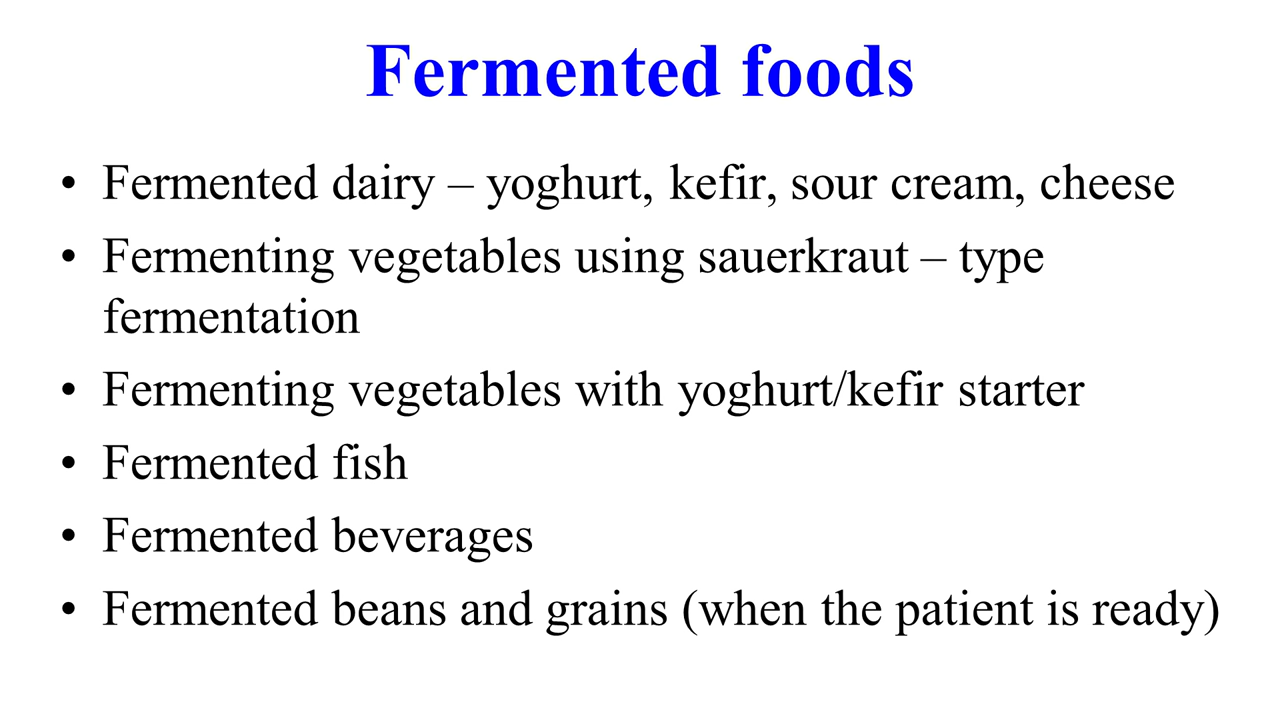 Fermented foods
• Fermented dairy – yoghurt, kefir, sour cream, cheese
• Fermenting vegetables using sauerkraut – type
fermentation
• Fermenting vegetables with yoghurt/kefir starter
• Fermented fish
• Fermented beverages
• Fermented beans and grains (when the patient is ready)